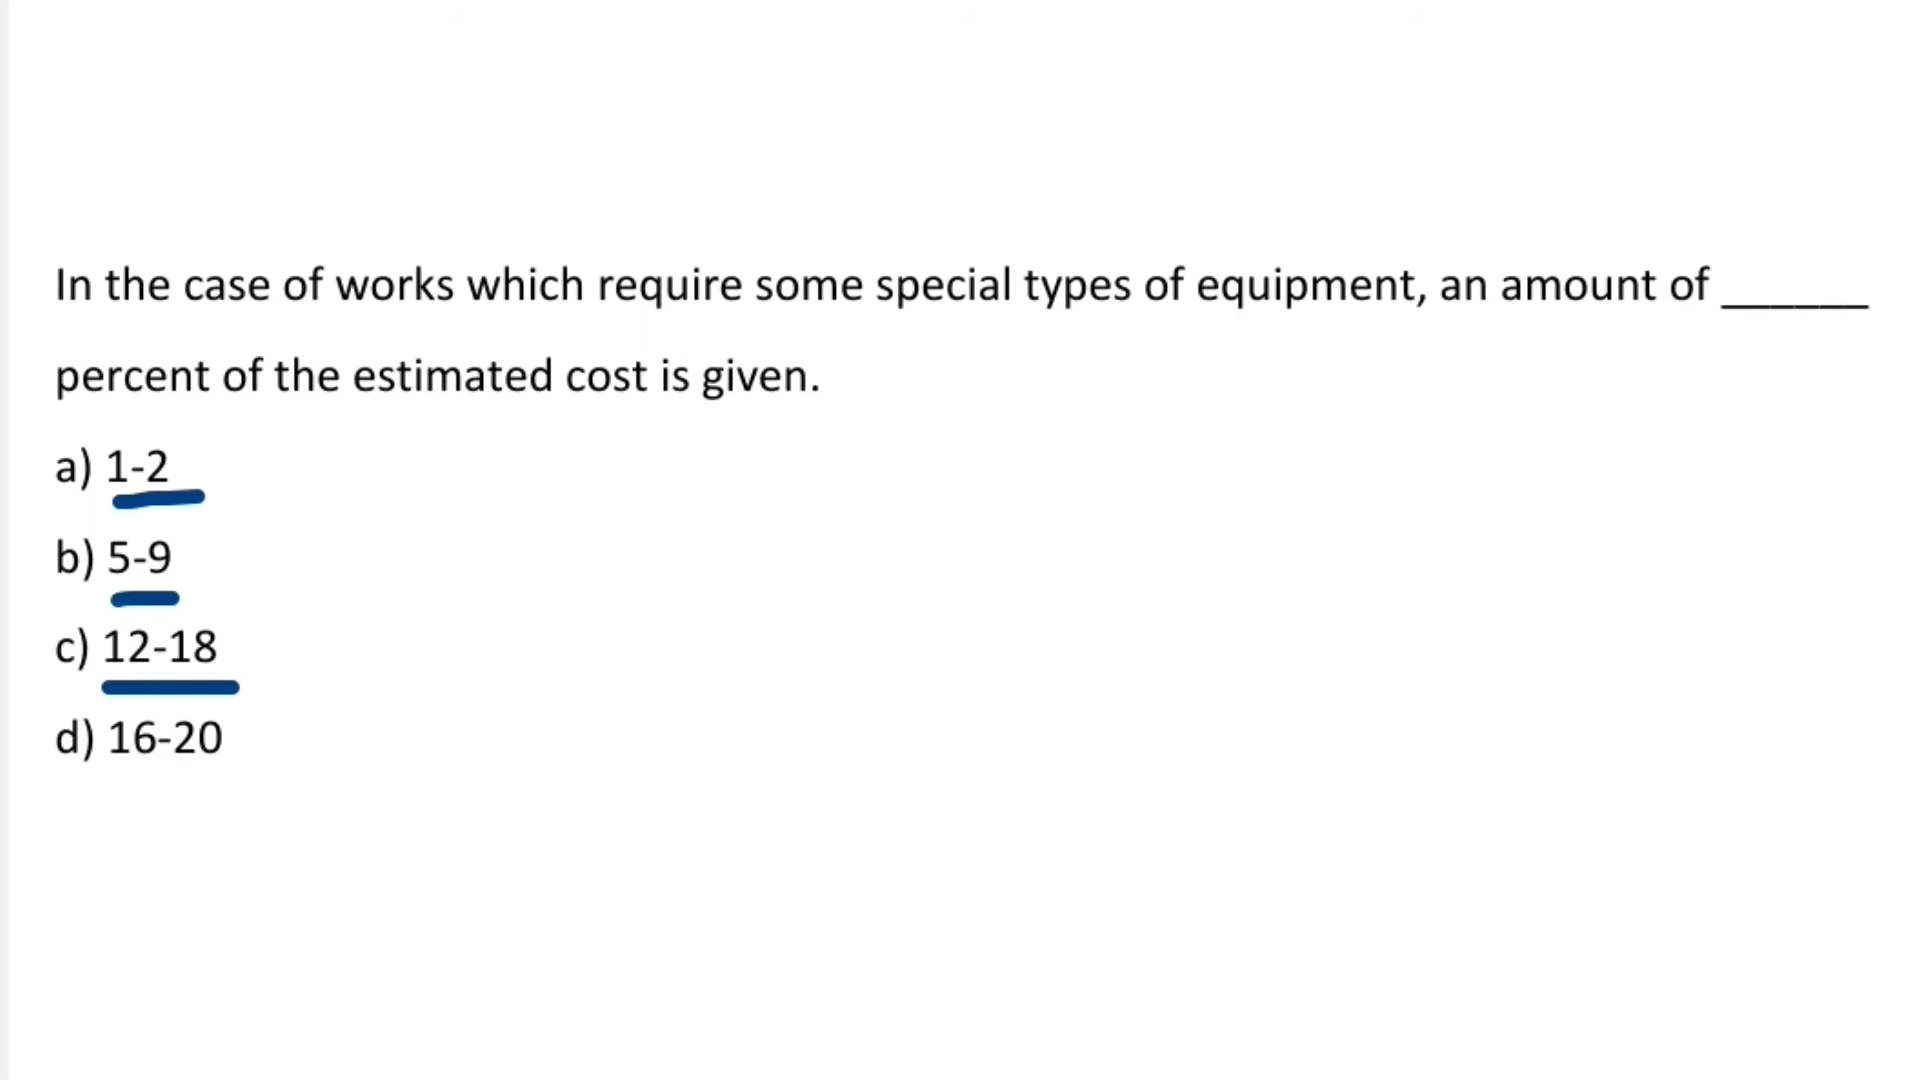 In the case of works which require some special types of equipment, an amount of ______
percent of the estimated cost is given.
a) 1-2
b) 5-9
c) 12-18
d) 16-20